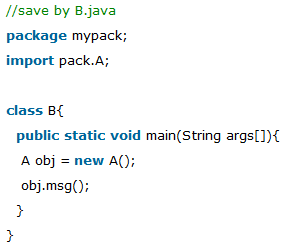 //save by B.java
package mypack;
import pack.A;

class B{
  public static void main(String args[]){
   A obj = new A();
   obj.msg();
  }
}